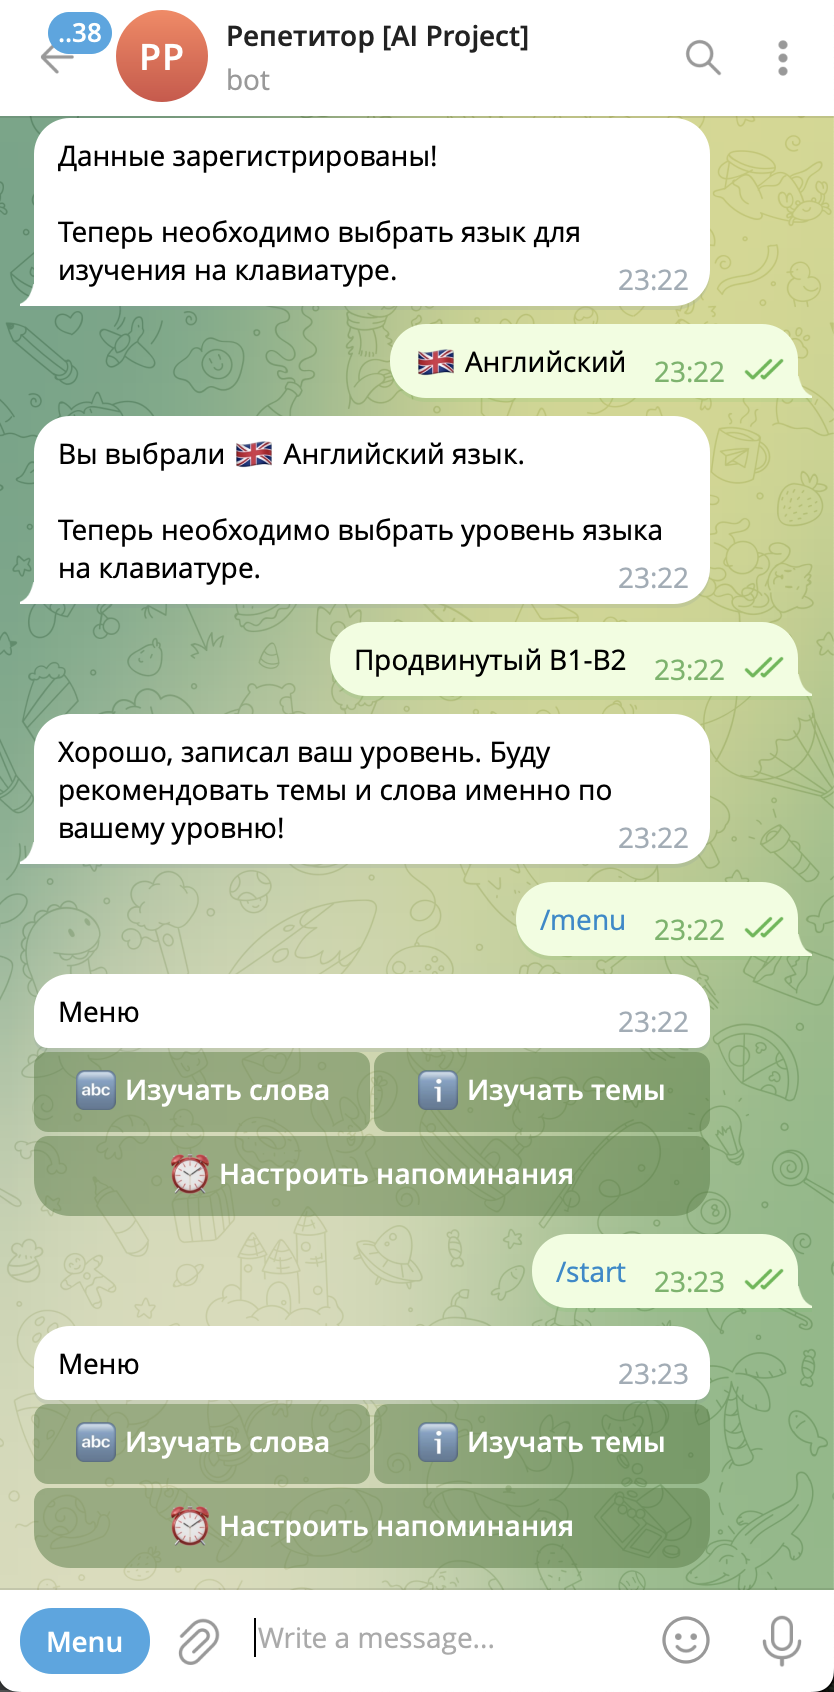 ..38
PP
Репетитор [AI Project]
bot
Данные зарегистрированы!
Теперь необходимо выбрать язык для
изучения на клавиатуре.
23:22
🇬🇧 Английский 23:22
Вы выбрали 🇬🇧 Английский язык.
Теперь необходимо выбрать уровень языка
на клавиатуре.
23:22
Продвинутый B1-B2 23:22
Хорошо, записал ваш уровень. Буду
рекомендовать темы и слова именно по
вашему уровню!
23:22
/menu 23:22
Меню 23:22
abc Изучать слова
i Изучать темы
⏰ Настроить напоминания
/start 23:23
Меню 23:23
abc Изучать слова
i Изучать темы
⏰ Настроить напоминания
Menu
Write a message...